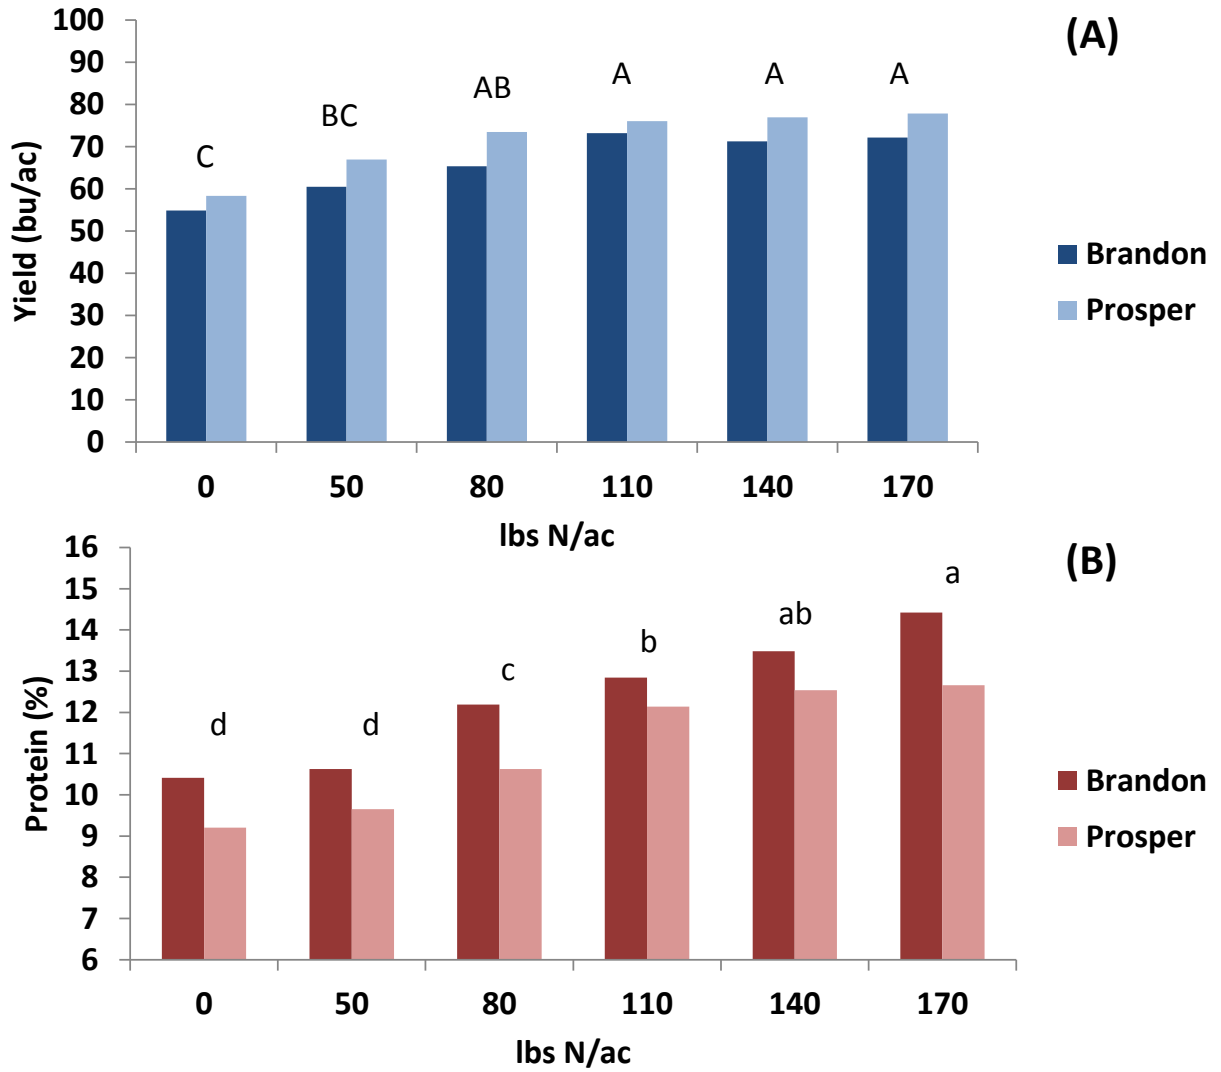 (A)
Yield (bu/ac)
100
90
80
70
60
50
40
30
20
10
0
C
BC
AB
A
A
A
0 50 80 110 140 170
lbs N/ac
Brandon
Prosper
(B)
Protein (%)
16
15
14
13
12
11
10
9
8
7
6
d
d
c
b
ab
a
0 50 80 110 140 170
lbs N/ac
Brandon
Prosper